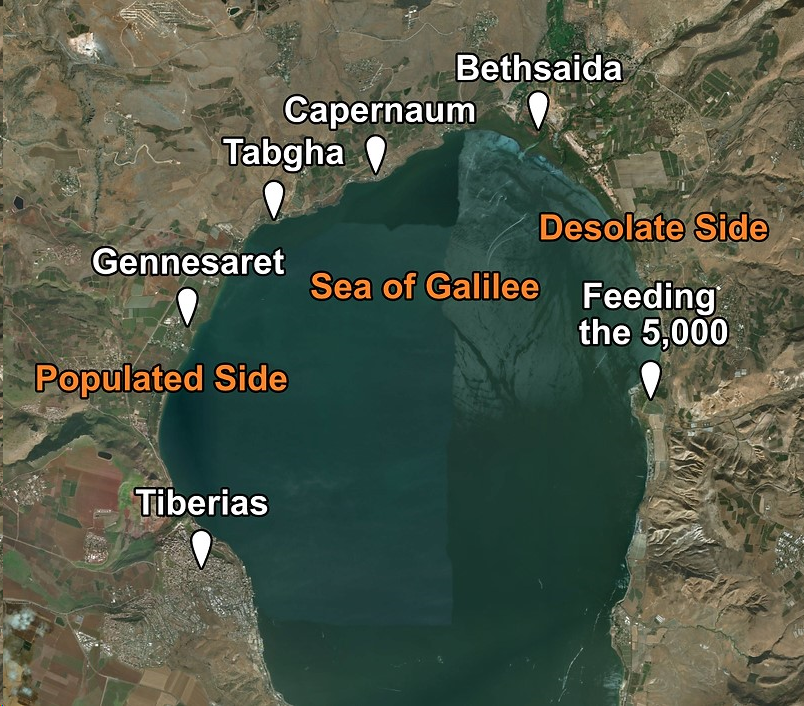 Bethsaida
Capernaum
Tabgha
Desolate Side
Gennesaret
Sea of Galilee
Feeding
the 5,000
Populated Side
Tiberias